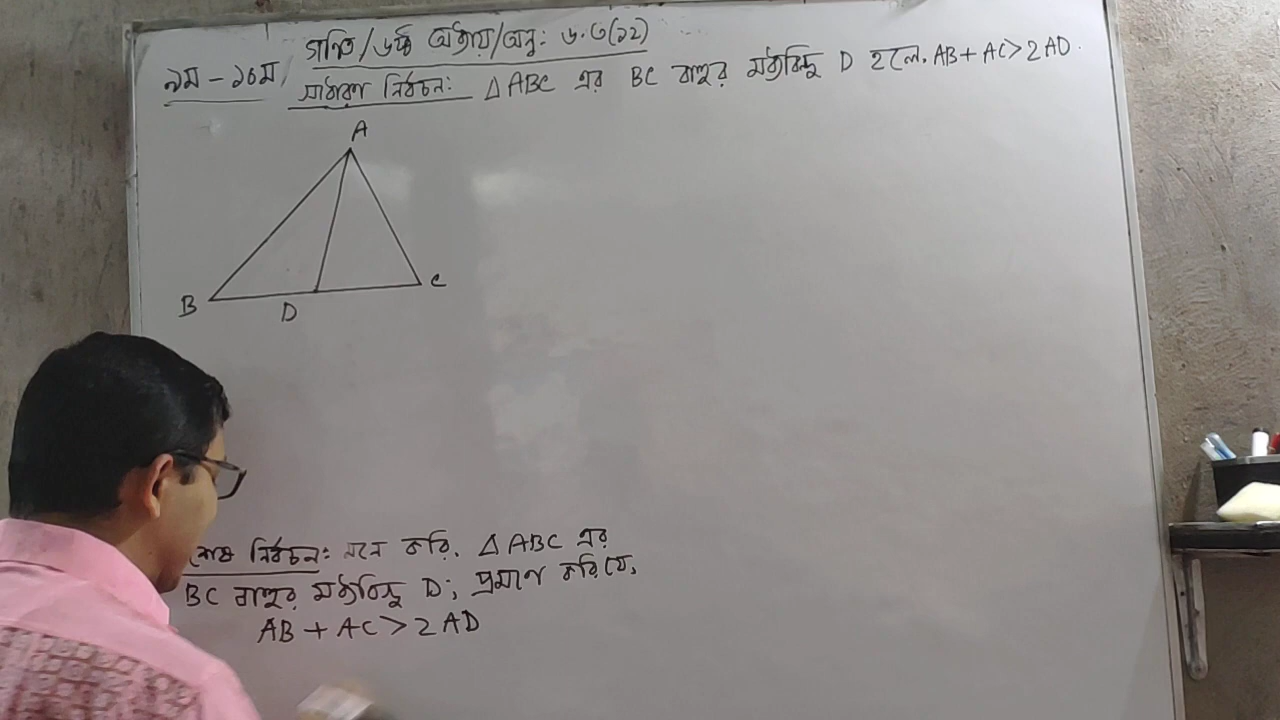 গণিত/৬ষ্ঠ অধ্যায়/অনু: ৬.৩(১২)
৯ম - ১০ম
সাধারণ নির্বচন: △ABC এর BC বাহুর মধ্যবিন্দু D হলে. AB + AC > 2AD.
A
B
D
C
শেষ নির্বচন: মনে করি, △ABC এর
BC বাহুর মধ্যবিন্দু D; প্রমাণ করি যে,
AB + AC > 2AD